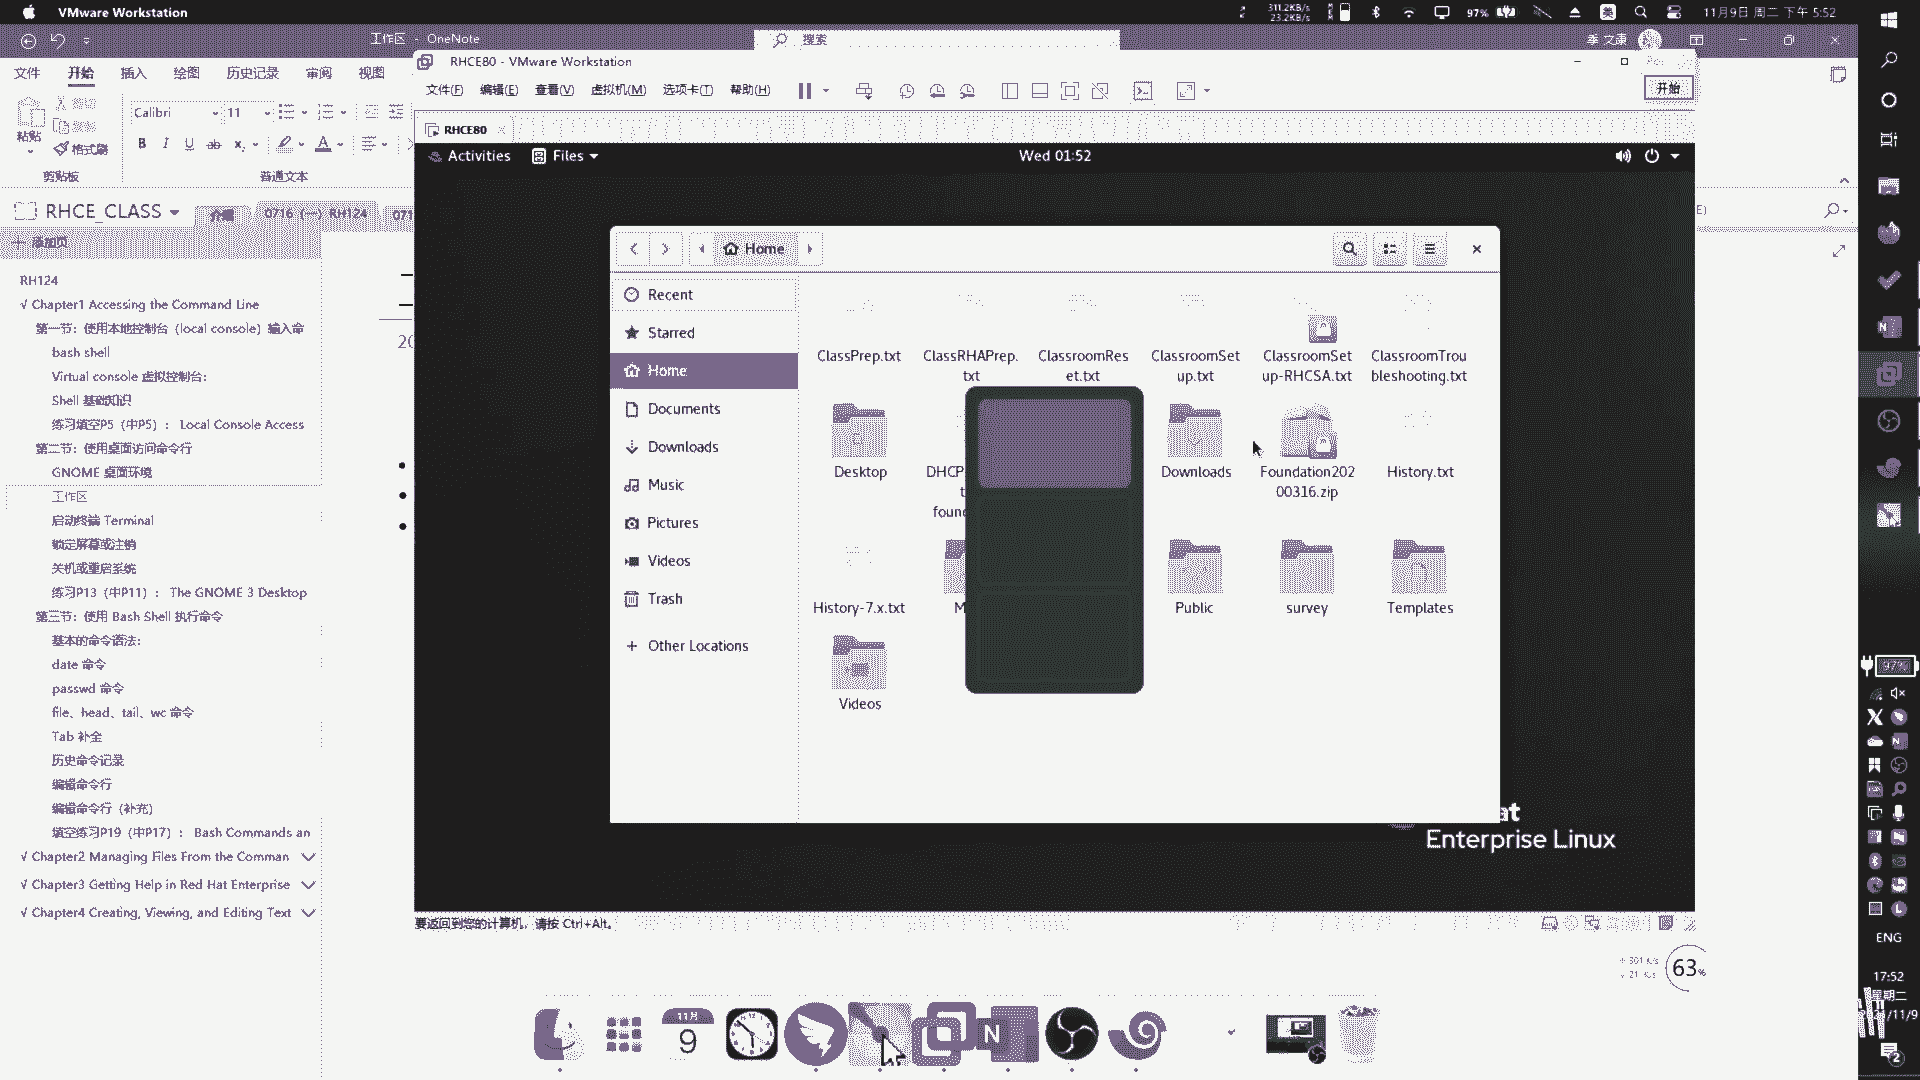 VMware Workstation
311.2KB/s
23.2KB/s
97%
美
11月9日 周二 下午 5:52
工作区 - OneNote
搜索
季 文康
文件
开始
插入
绘图
历史记录
审阅
视图
RHCE80 - VMware Workstation
文件(F)
编辑(E)
查看(V)
虚拟机(M)
选项卡(T)
帮助(H)
开始
Calibri
11
粘贴
格式刷
剪贴板
普通文本
RHCE80
Activities
Files
Wed 01:52
RHCE_CLASS
介绍
0716 (一) RH124
071
添加页
RH124
√ Chapter1 Accessing the Command Line
第一节：使用本地控制台（local console）输入命
bash shell
Virtual console 虚拟控制台:
Shell 基础知识
练习填空P5（中P5）： Local Console Access
第二节：使用桌面访问命令行
GNOME 桌面环境
工作区
启动终端 Terminal
锁定屏幕或注销
关机或重启系统
练习P13（中P11）： The GNOME 3 Desktop
第三节：使用 Bash Shell 执行命令
基本的命令语法:
date 命令
passwd 命令
file、head、tail、wc 命令
Tab 补全
历史命令记录
编辑命令行
编辑命令行（补充）
填空练习P19（中P17）： Bash Commands an
√ Chapter2 Managing Files From the Comman
√ Chapter3 Getting Help in Red Hat Enterprise
√ Chapter4 Creating, Viewing, and Editing Text
20
E)
Home
Recent
Starred
Home
Documents
Downloads
Music
Pictures
Videos
Trash
Other Locations
ClassPrep.txt
ClassRHAPrep.
txt
ClassroomRes
et.txt
ClassroomSet
up.txt
ClassroomSet
up-RHCSA.txt
ClassroomTrou
bleshooting.txt
Desktop
DHCP
t
foun
Downloads
Foundation202
00316.zip
History.txt
History-7.x.txt
M
Public
survey
Templates
Videos
at
Enterprise Linux
要返回到您的计算机，请按 Ctrl+Alt。
63%
11月
9
N
97%
ENG
17:52
星期二
/11/9
2